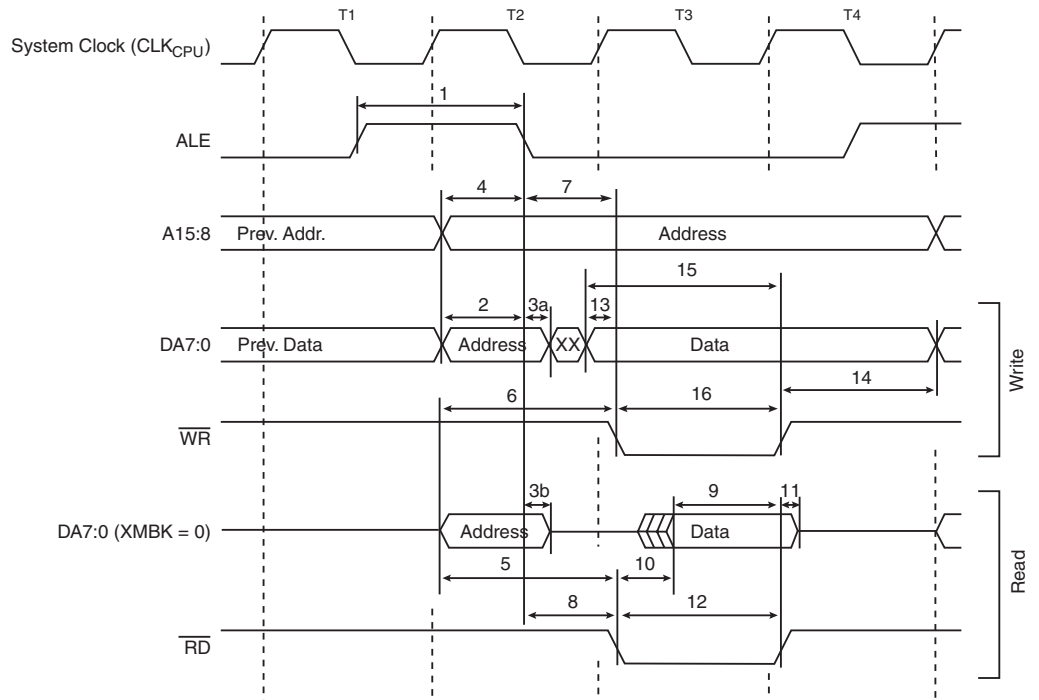 T1 T2 T3 T4
System Clock (CLKCPU)
1
ALE
4 7
A15:8 Prev. Addr. Address
15
2 3a 13
DA7:0 Prev. Data Address XX Data
14
6 16
WR
Write
3b 9 11
DA7:0 (XMBK = 0) Address Data
5 10
8 12
RD
Read